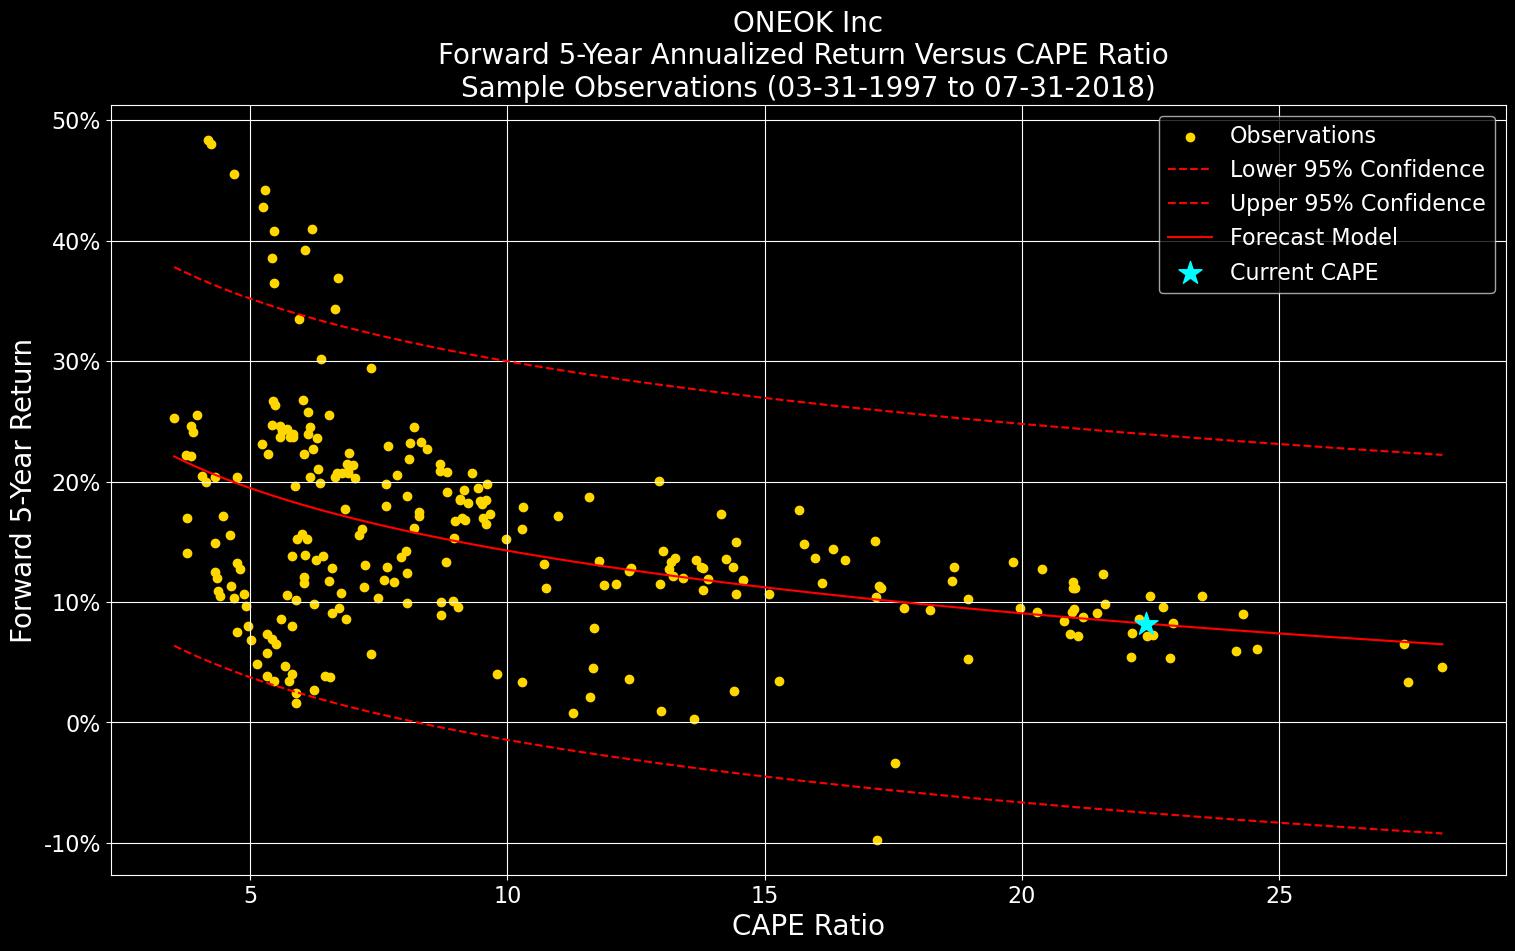 ONEOK Inc
Forward 5-Year Annualized Return Versus CAPE Ratio
Sample Observations (03-31-1997 to 07-31-2018)
Observations
Lower 95% Confidence
Upper 95% Confidence
Forecast Model
Current CAPE
Forward 5-Year Return
50%
40%
30%
20%
10%
0%
-10%
5
10
15
20
25
CAPE Ratio